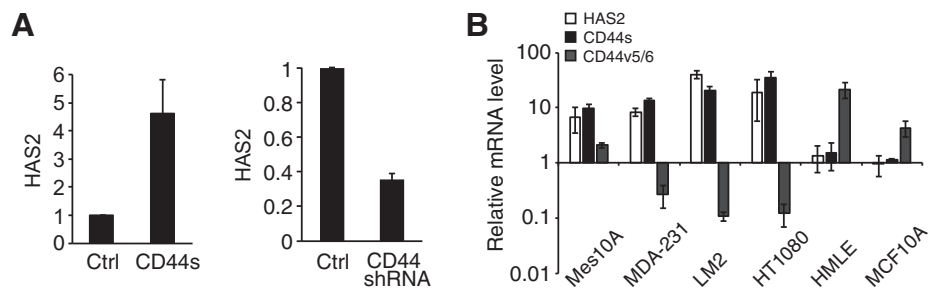 A
HAS2
6
5
4
3
2
1
0
Ctrl CD44s
HAS2
1
0.8
0.6
0.4
0.2
0
Ctrl CD44
shRNA
B
HAS2
CD44s
CD44v5/6
Relative mRNA level
100
10
1
0.1
0.01
Mes10A
MDA-231
LM2
HT1080
HMLE
MCF10A